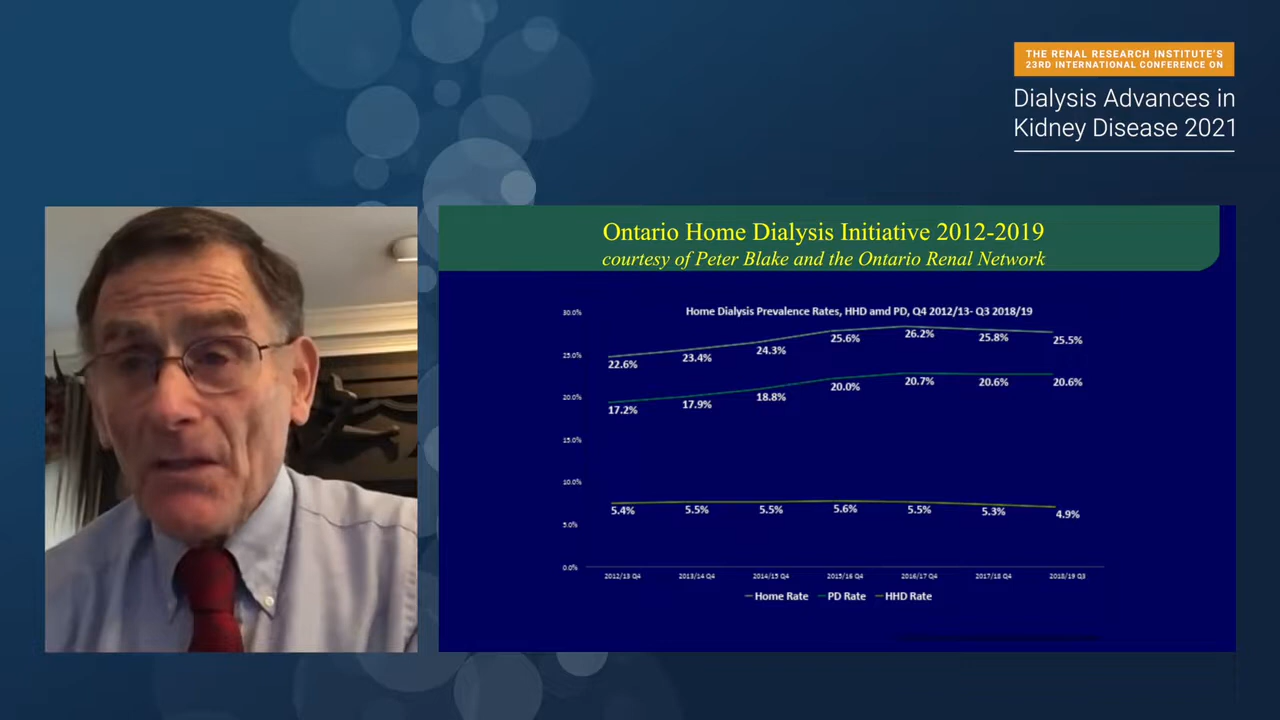 THE RENAL RESEARCH INSTITUTE'S
23RD INTERNATIONAL CONFERENCE ON
Dialysis Advances in
Kidney Disease 2021
Ontario Home Dialysis Initiative 2012-2019
courtesy of Peter Blake and the Ontario Renal Network
Home Dialysis Prevalence Rates, HHD amd PD, Q4 2012/13- Q3 2018/19
30.0%
25.0%
20.0%
15.0%
10.0%
5.0%
0.0%
22.6% 23.4% 24.3% 25.6% 26.2% 25.8% 25.5%
17.2% 17.9% 18.8% 20.0% 20.7% 20.6% 20.6%
5.4% 5.5% 5.5% 5.6% 5.5% 5.3% 4.9%
2012/13 Q4 2013/14 Q4 2014/15 Q4 2015/16 Q4 2016/17 Q4 2017/18 Q4 2018/19 Q3
Home Rate PD Rate HHD Rate